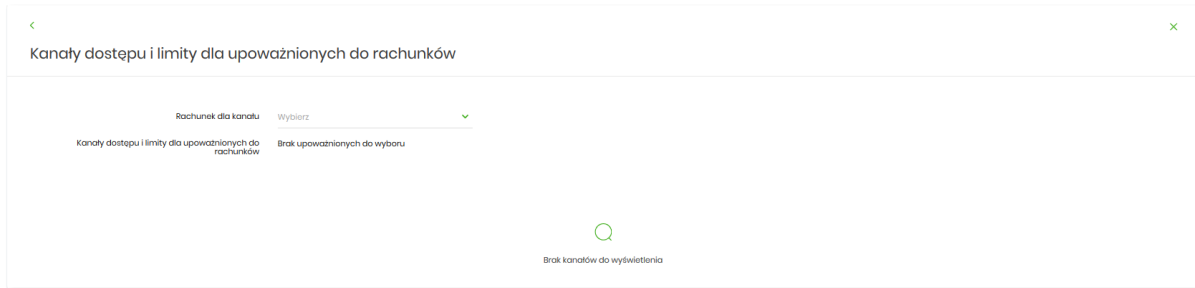 Kanały dostępu i limity dla upoważnionych do rachunków
Rachunek dla kanału
Wybierz
Kanały dostępu i limity dla upoważnionych do
rachunków
Brak upoważnionych do wyboru
Brak kanałów do wyświetlenia